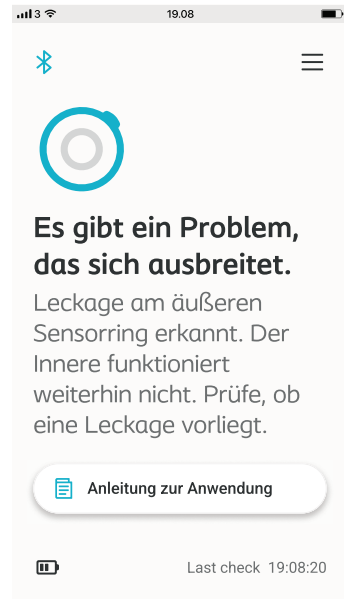 3 19.08
Es gibt ein Problem,
das sich ausbreitet.
Leckage am äußeren
Sensorring erkannt. Der
Innere funktioniert
weiterhin nicht. Prüfe, ob
eine Leckage vorliegt.
Anleitung zur Anwendung
Last check 19:08:20